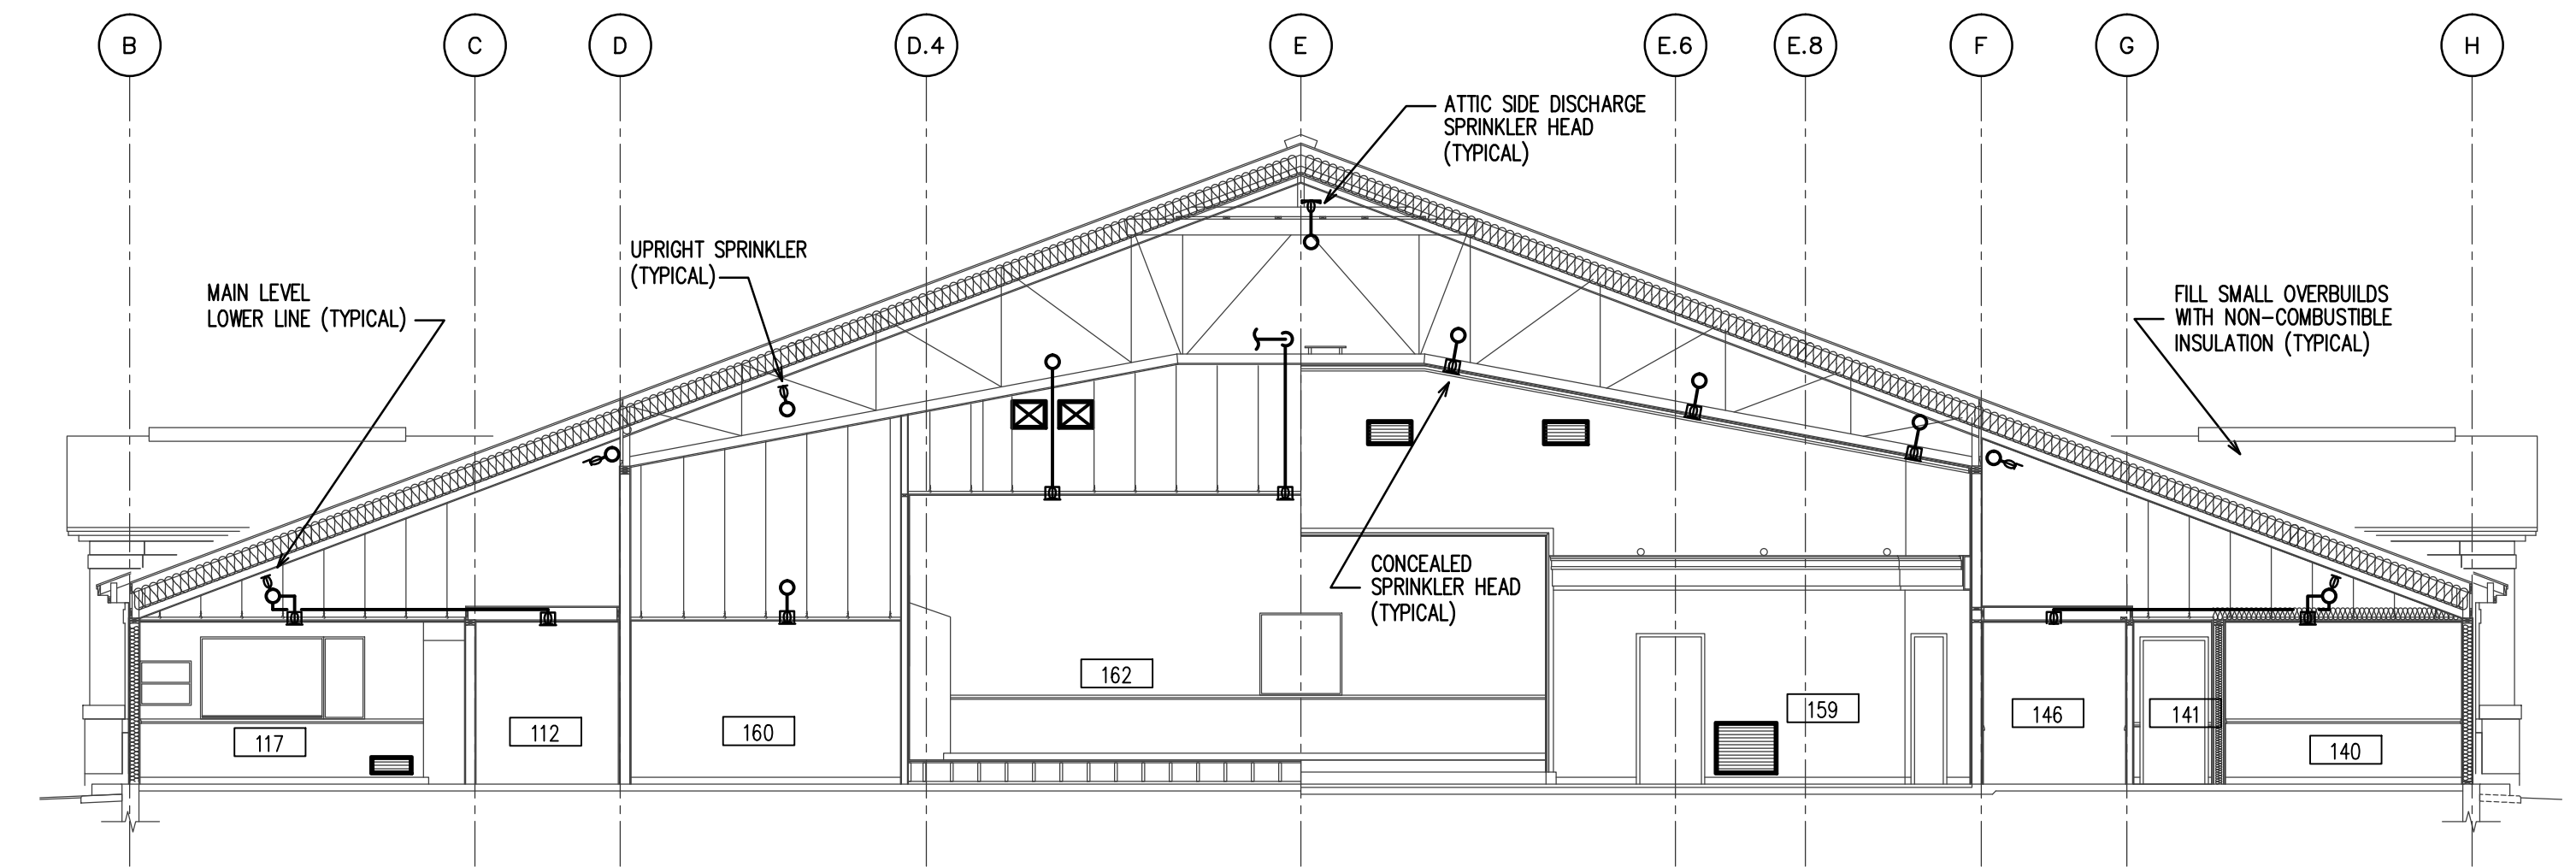 B
C
D
D.4
E
E.6
E.8
F
G
H
ATTIC SIDE DISCHARGE
SPRINKLER HEAD
(TYPICAL)
UPRIGHT SPRINKLER
(TYPICAL)
MAIN LEVEL
LOWER LINE (TYPICAL)
FILL SMALL OVERBUILDS
WITH NON-COMBUSTIBLE
INSULATION (TYPICAL)
CONCEALED
SPRINKLER HEAD
(TYPICAL)
117
112
160
162
159
146
141
140